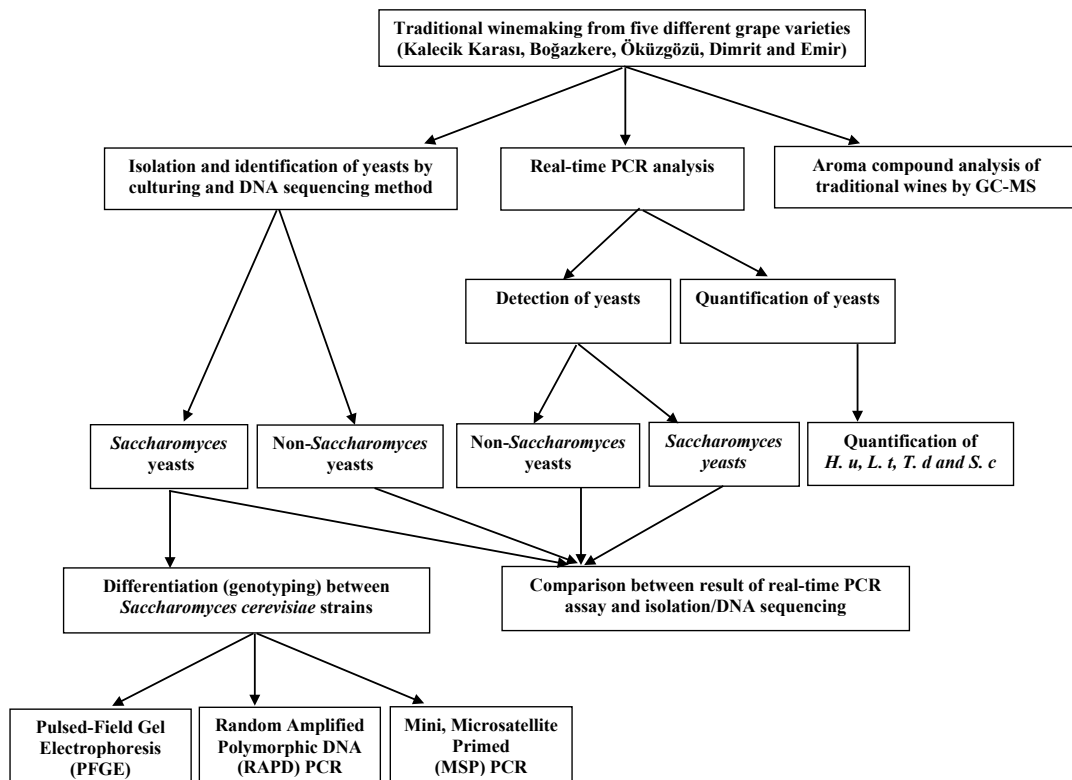 Traditional winemaking from five different grape varieties
(Kalecik Karası, Boğazkere, Öküzgözü, Dimrit and Emir)
Isolation and identification of yeasts by
culturing and DNA sequencing method
Real-time PCR analysis
Aroma compound analysis of
traditional wines by GC-MS
Detection of yeasts
Quantification of yeasts
Saccharomyces
yeasts
Non-Saccharomyces
yeasts
Non-Saccharomyces
yeasts
Saccharomyces
yeasts
Quantification of
H. u, L. t, T. d and S. c
Differentiation (genotyping) between
Saccharomyces cerevisiae strains
Comparison between result of real-time PCR
assay and isolation/DNA sequencing
Pulsed-Field Gel
Electrophoresis
(PFGE)
Random Amplified
Polymorphic DNA
(RAPD) PCR
Mini, Microsatellite
Primed
(MSP) PCR